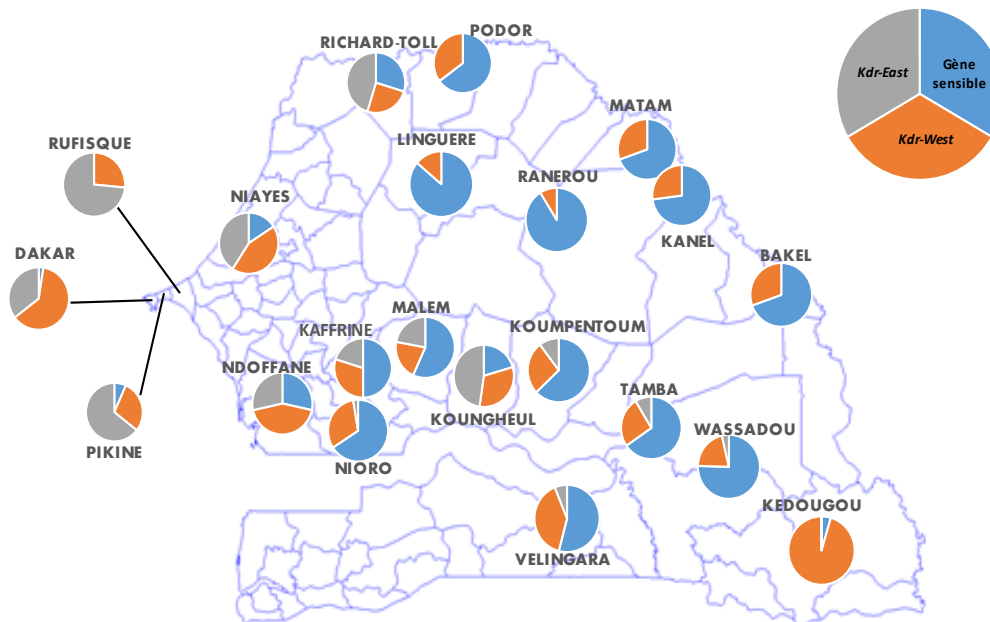 PODOR
RICHARD-TOLL
Kdr-East
Gène
sensible
Kdr-West
MATAM
RUFISQUE
LINGUERE
RANEROU
NIAYES
KANEL
DAKAR
BAKEL
MALEM
KAFFRINE
KOUMPENTOUM
NDOFFANE
TAMBA
KOUNGHEUL
WASSADOU
PIKINE
NIORO
KEDOUGOU
VELINGARA